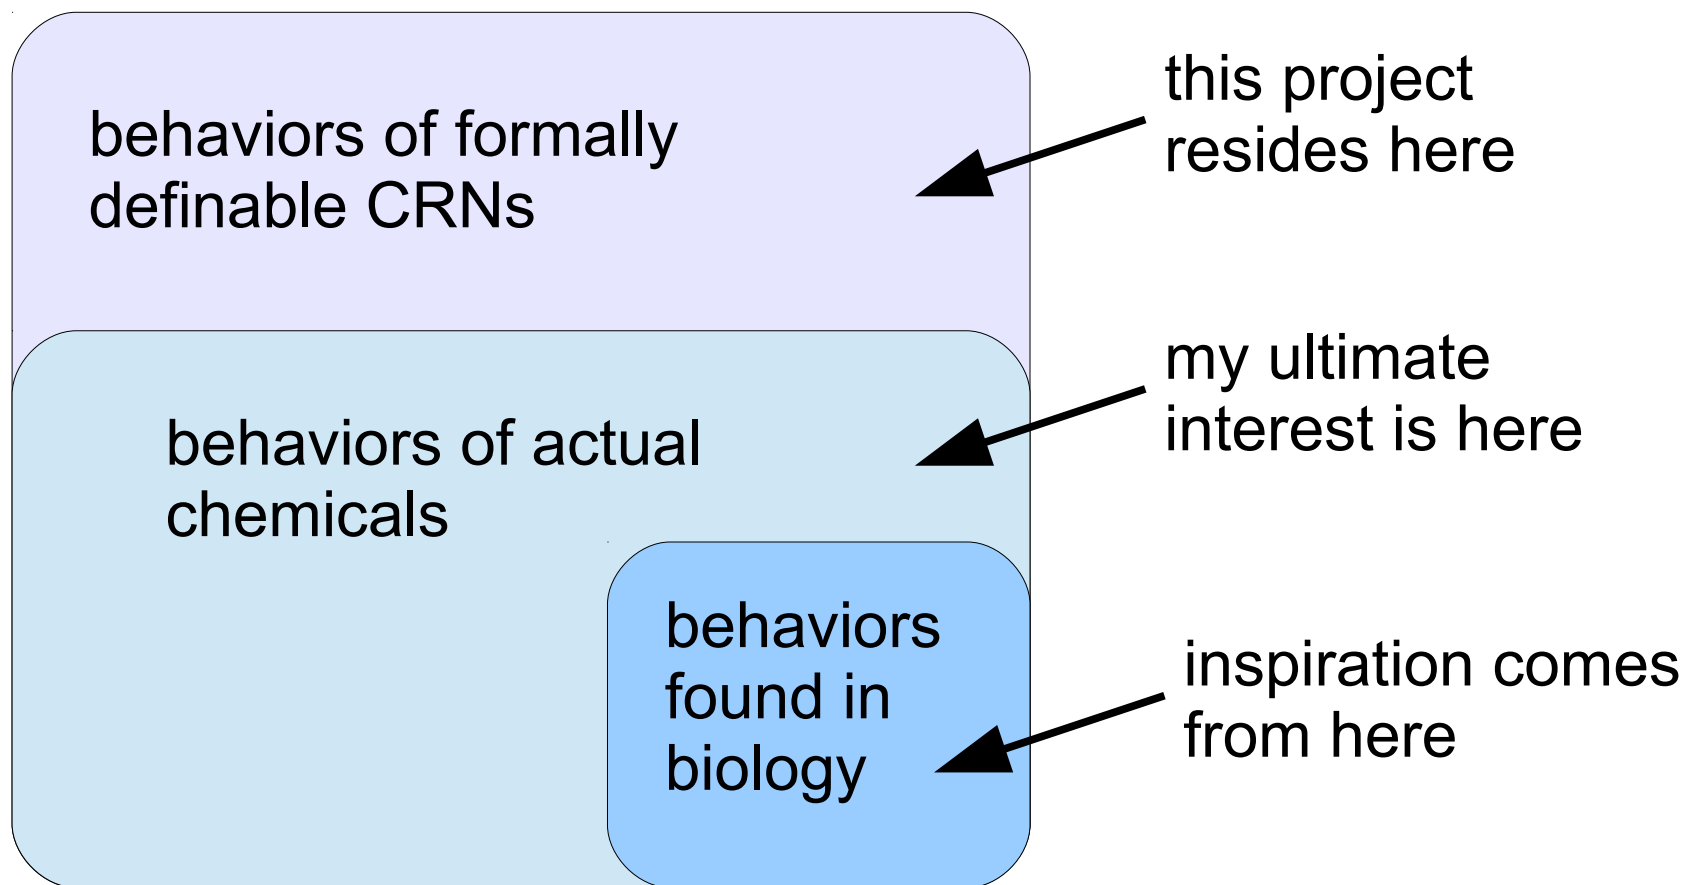 behaviors of formally
definable CRNs
this project
resides here
behaviors of actual
chemicals
my ultimate
interest is here
behaviors
found in
biology
inspiration comes
from here